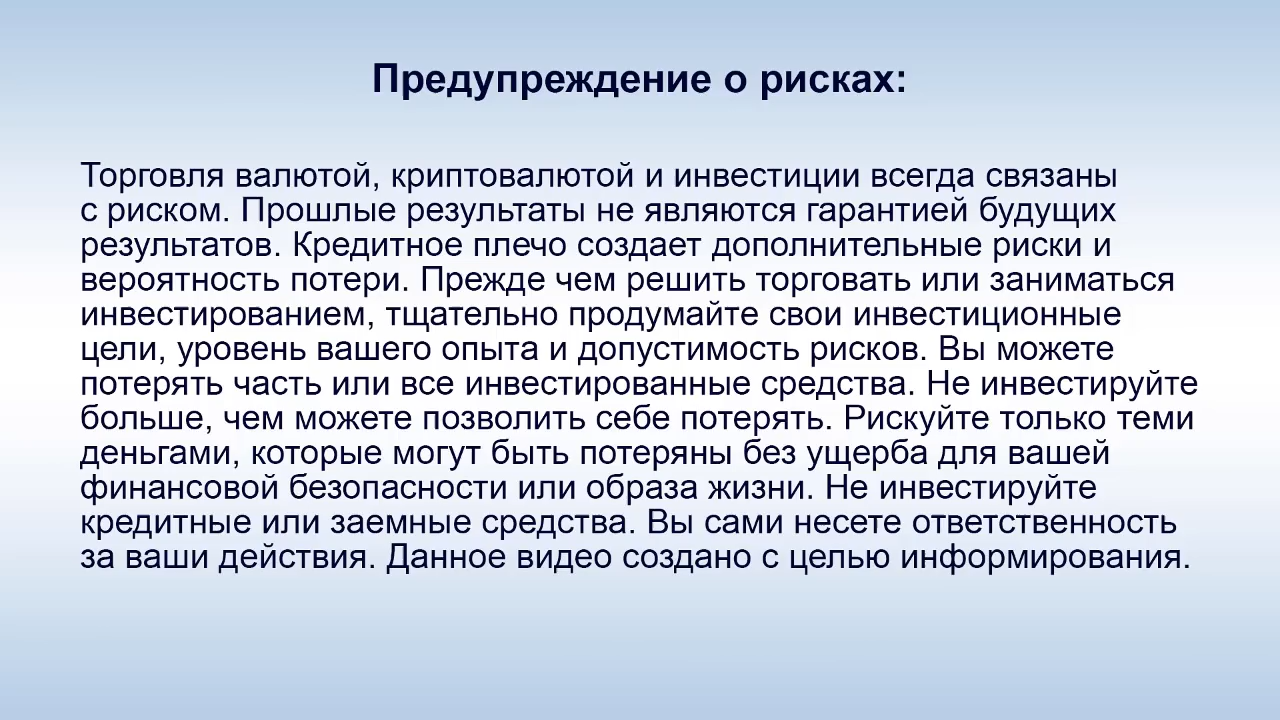 Предупреждение о рисках:
Торговля валютой, криптовалютой и инвестиции всегда связаны
с риском. Прошлые результаты не являются гарантией будущих
результатов. Кредитное плечо создает дополнительные риски и
вероятность потери. Прежде чем решить торговать или заниматься
инвестированием, тщательно продумайте свои инвестиционные
цели, уровень вашего опыта и допустимость рисков. Вы можете
потерять часть или все инвестированные средства. Не инвестируйте
больше, чем можете позволить себе потерять. Рискуйте только теми
деньгами, которые могут быть потеряны без ущерба для вашей
финансовой безопасности или образа жизни. Не инвестируйте
кредитные или заемные средства. Вы сами несете ответственность
за ваши действия. Данное видео создано с целью информирования.